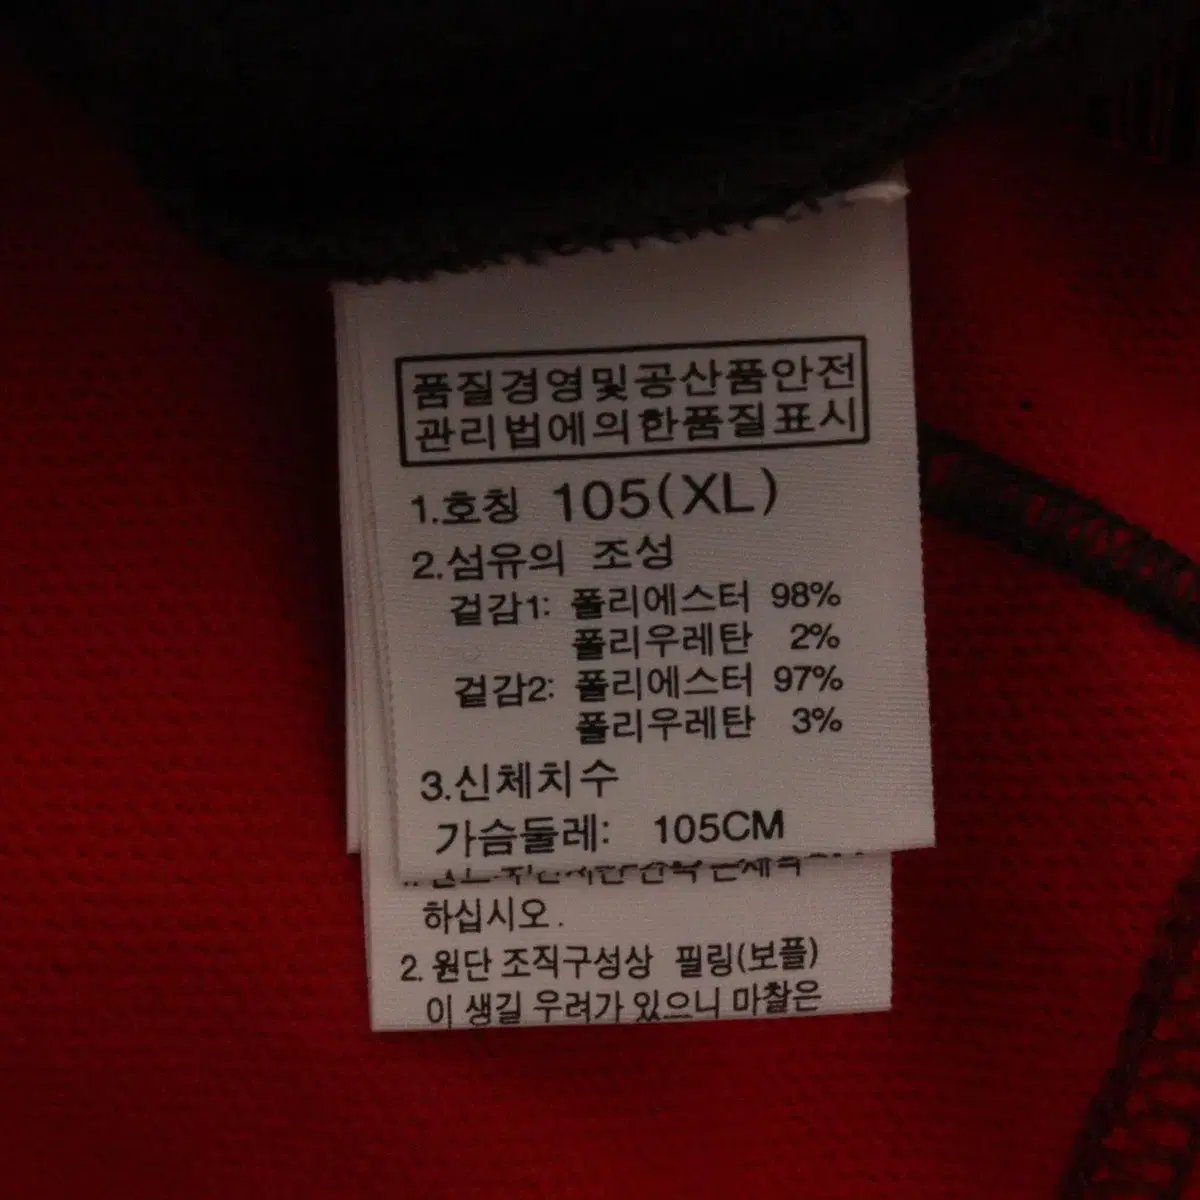 품질경영및공산품안전
관리법에의한품질표시
1.호칭 105(XL)
2.섬유의 조성
겉감1: 폴리에스터 98%
폴리우레탄 2%
겉감2: 폴리에스터 97%
폴리우레탄 3%
3.신체치수
가슴둘레: 105CM
하십시오.
2. 원단 조직구성상 필링(보플)
이 생길 우려가 있으니 마찰은